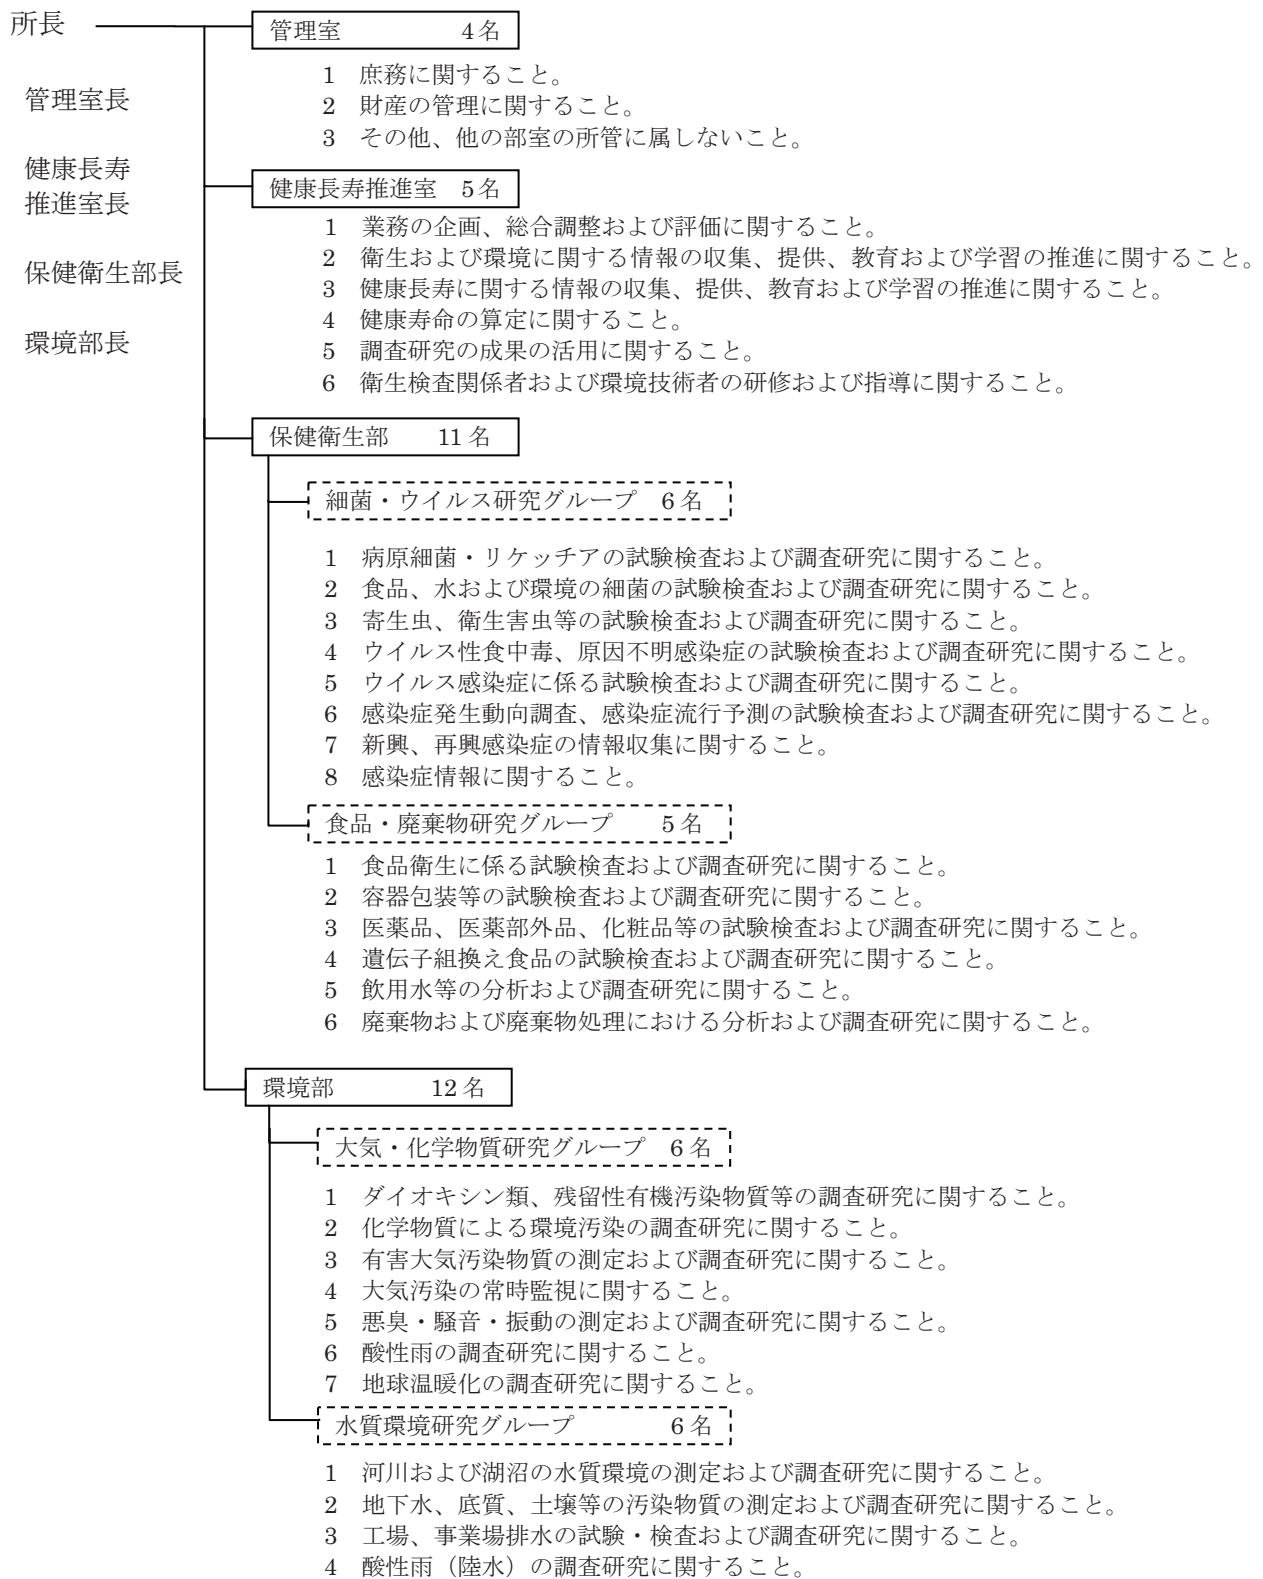 所長
管理室 4名
1 庶務に関すること。
2 財産の管理に関すること。
3 その他、他の部室の所管に属しないこと。
管理室長
健康長寿
推進室長
保健衛生部長
環境部長
健康長寿推進室 5名
1 業務の企画、総合調整および評価に関すること。
2 衛生および環境に関する情報の収集、提供、教育および学習の推進に関すること。
3 健康長寿に関する情報の収集、提供、教育および学習の推進に関すること。
4 健康寿命の算定に関すること。
5 調査研究の成果の活用に関すること。
6 衛生検査関係者および環境技術者の研修および指導に関すること。
保健衛生部 11名
細菌・ウイルス研究グループ 6名
1 病原細菌・リケッチアの試験検査および調査研究に関すること。
2 食品、水および環境の細菌の試験検査および調査研究に関すること。
3 寄生虫、衛生害虫等の試験検査および調査研究に関すること。
4 ウイルス性食中毒、原因不明感染症の試験検査および調査研究に関すること。
5 ウイルス感染症に係る試験検査および調査研究に関すること。
6 感染症発生動向調査、感染症流行予測の試験検査および調査研究に関すること。
7 新興、再興感染症の情報収集に関すること。
8 感染症情報に関すること。
食品・廃棄物研究グループ 5名
1 食品衛生に係る試験検査および調査研究に関すること。
2 容器包装等の試験検査および調査研究に関すること。
3 医薬品、医薬部外品、化粧品等の試験検査および調査研究に関すること。
4 遺伝子組換え食品の試験検査および調査研究に関すること。
5 飲用水等の分析および調査研究に関すること。
6 廃棄物および廃棄物処理における分析および調査研究に関すること。
環境部 12名
大気・化学物質研究グループ 6名
1 ダイオキシン類、残留性有機汚染物質等の調査研究に関すること。
2 化学物質による環境汚染の調査研究に関すること。
3 有害大気汚染物質の測定および調査研究に関すること。
4 大気汚染の常時監視に関すること。
5 悪臭・騒音・振動の測定および調査研究に関すること。
6 酸性雨の調査研究に関すること。
7 地球温暖化の調査研究に関すること。
水質環境研究グループ 6名
1 河川および湖沼の水質環境の測定および調査研究に関すること。
2 地下水、底質、土壌等の汚染物質の測定および調査研究に関すること。
3 工場、事業場排水の試験・検査および調査研究に関すること。
4 酸性雨（陸水）の調査研究に関すること。